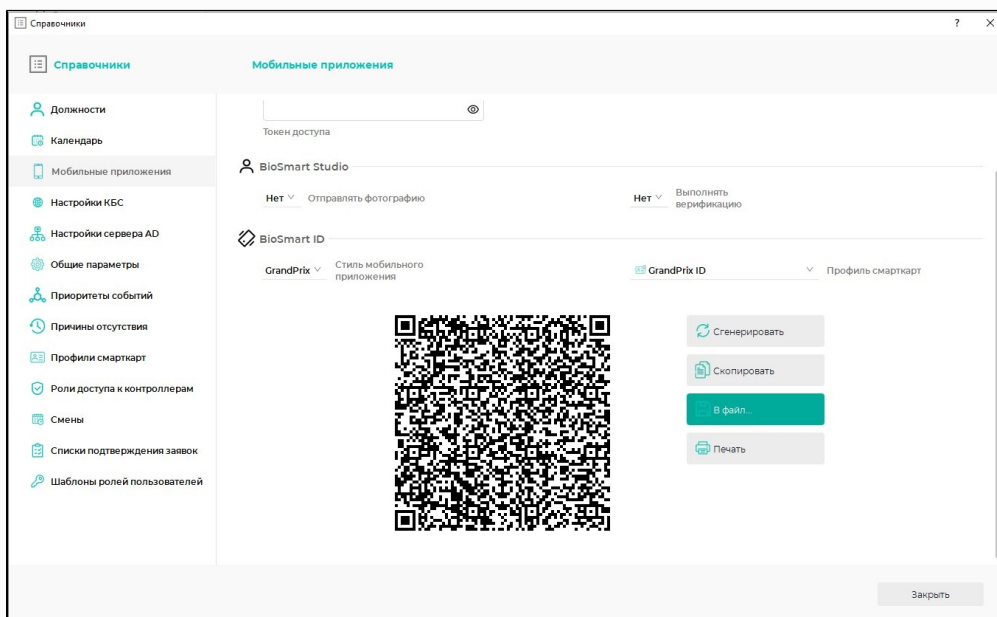 Справочники
?
Справочники
Мобильные приложения
Должности
Календарь
Мобильные приложения
Настройки КБС
Настройки сервера AD
Общие параметры
Приоритеты событий
Причины отсутствия
Профили смарткарт
Роли доступа к контроллерам
Смены
Списки подтверждения заявок
Шаблоны ролей пользователей
Токен доступа
BioSmart Studio
Нет Отправлять фотографию
Нет Выполнять
верификацию
BioSmart ID
GrandPrix Стиль мобильного
приложения
GrandPrix ID Профиль смарткарт
Сгенерировать
Скопировать
В файл...
Печать
Закрыть